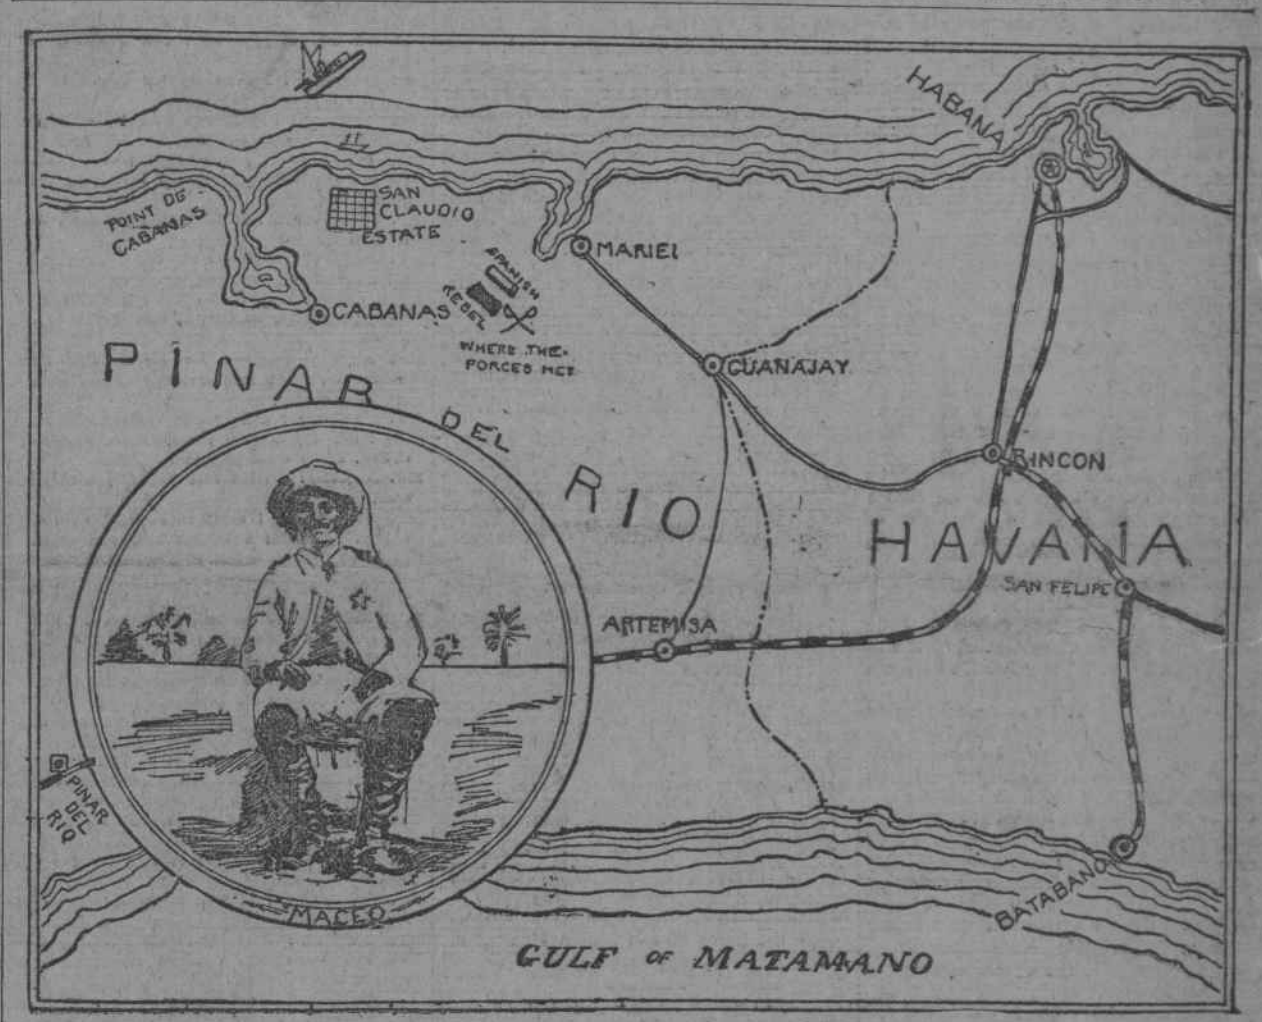 HABANA
POINT DE
CABANAS
SAN
CLAUDIO
ESTATE
MARIEL
SPANISH
REBEL
CABANAS
WHERE THE
FORCES MET
GUANAJAY
PINAR DEL RIO
RINCON
HAVANA
SAN FELIPE
ARTEMISA
PINAR
DEL
RIO
MACEO
BATABANO
GULF OF MATAMANO